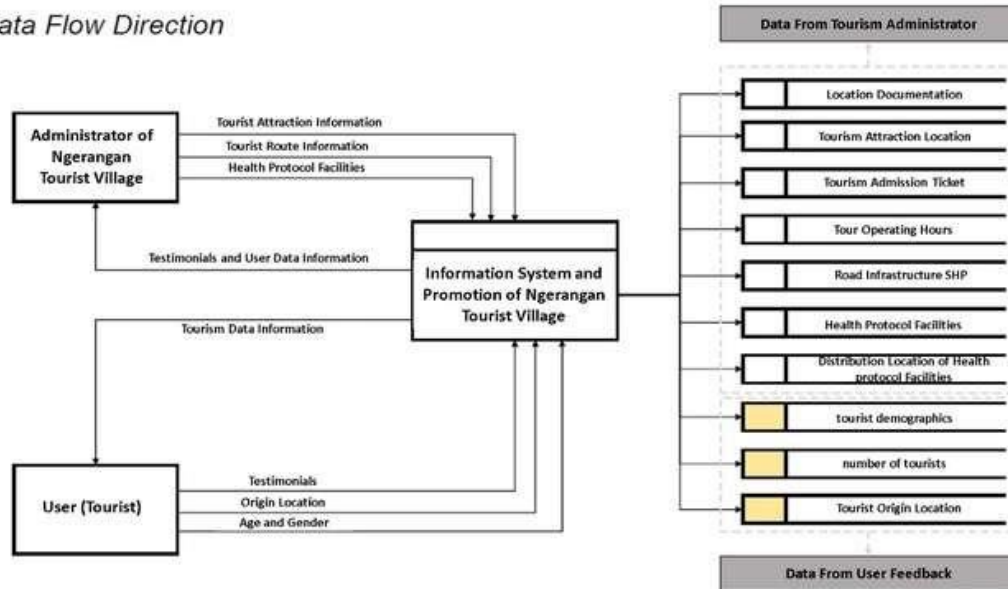 ata Flow Direction
Data From Tourism Administrator
Administrator of
Ngerangan
Tourist Village
Tourist Attraction Information
Tourist Route Information
Health Protocol Facilities
Testimonials and User Data Information
Tourism Data Information
Information System and
Promotion of Ngerangan
Tourist Village
User (Tourist)
Testimonials
Origin Location
Age and Gender
Location Documentation
Tourism Attraction Location
Tourism Admission Ticket
Tour Operating Hours
Road Infrastructure SHP
Health Protocol Facilities
Distribution Location of Health
protocol Facilities
tourist demographics
number of tourists
Tourist Origin Location
Data From User Feedback